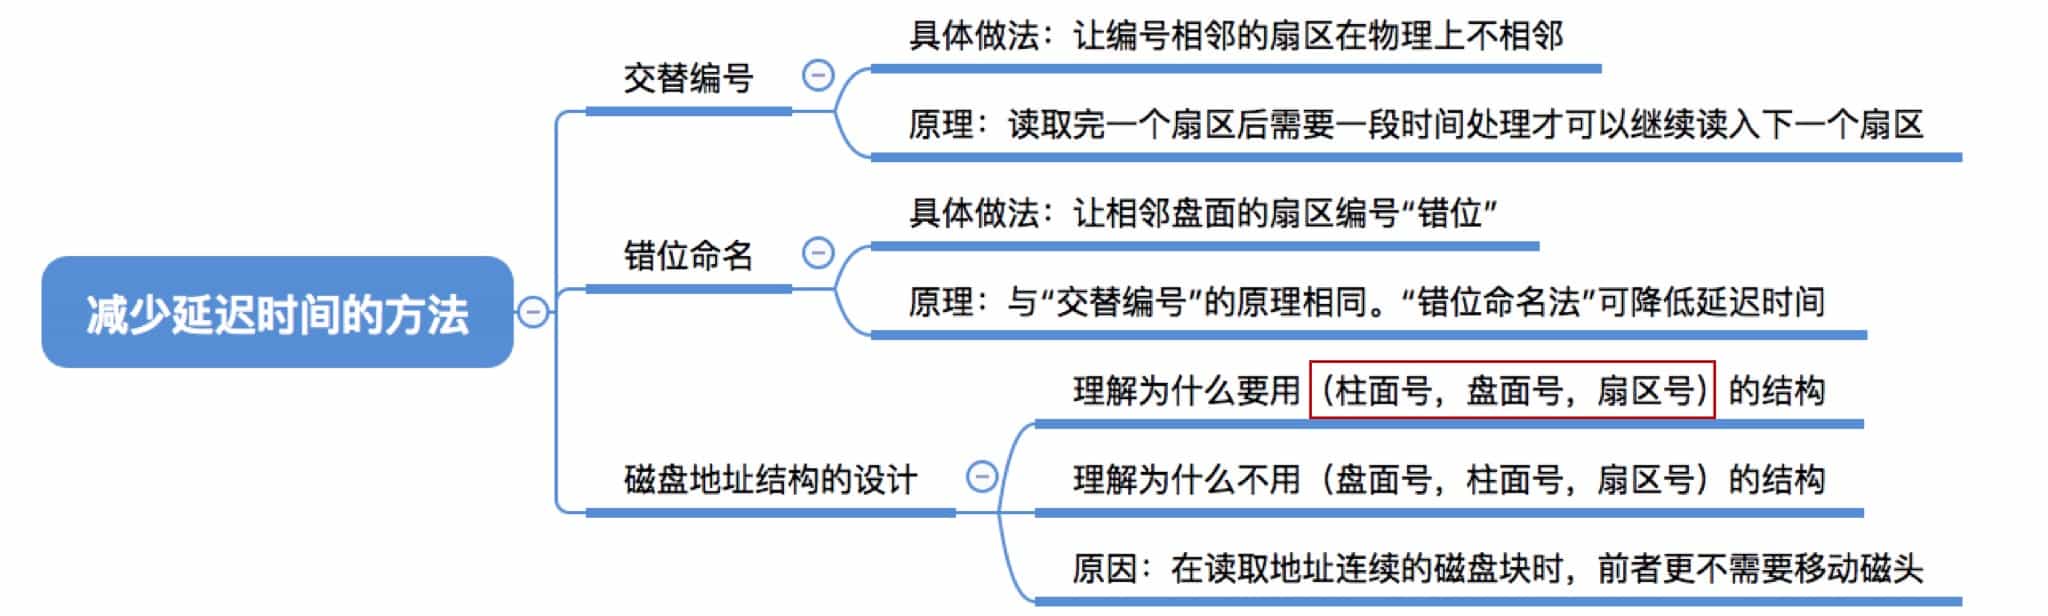 减少延迟时间的方法
交替编号
具体做法：让编号相邻的扇区在物理上不相邻
原理：读取完一个扇区后需要一段时间处理才可以继续读入下一个扇区
错位命名
具体做法：让相邻盘面的扇区编号“错位”
原理：与“交替编号”的原理相同。“错位命名法”可降低延迟时间
磁盘地址结构的设计
理解为什么要用（柱面号，盘面号，扇区号）的结构
理解为什么不用（盘面号，柱面号，扇区号）的结构
原因：在读取地址连续的磁盘块时，前者更不需要移动磁头